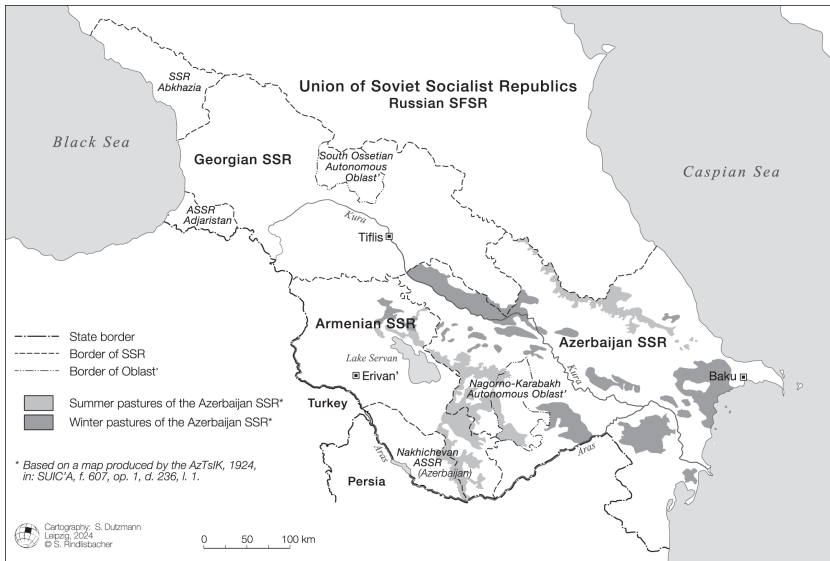 Union of Soviet Socialist Republics
Russian SFSR
SSR
Abkhazia
Black Sea
Georgian SSR
South Ossetian
Autonomous
Oblast'
Caspian Sea
ASSR
Adjaristan
Kura
Tiflis
Armenian SSR
Azerbaijan SSR
Lake Servan
Erivan'
Kura
Baku
Nagorno-Karabakh
Autonomous Oblast'
Turkey
Nakhichevan
ASSR
(Azerbaijan)
Aras
Aras
Persia
State border
Border of SSR
Border of Oblast'
Summer pastures of the Azerbaijan SSR*
Winter pastures of the Azerbaijan SSR*
* Based on a map produced by the AzTsIK, 1924,
in: SUIC'A, f. 607, op. 1, d. 236, l. 1.
Cartography: S. Dutzmann
Leipzig, 2024
© S. Rindlisbacher
0 50 100 km